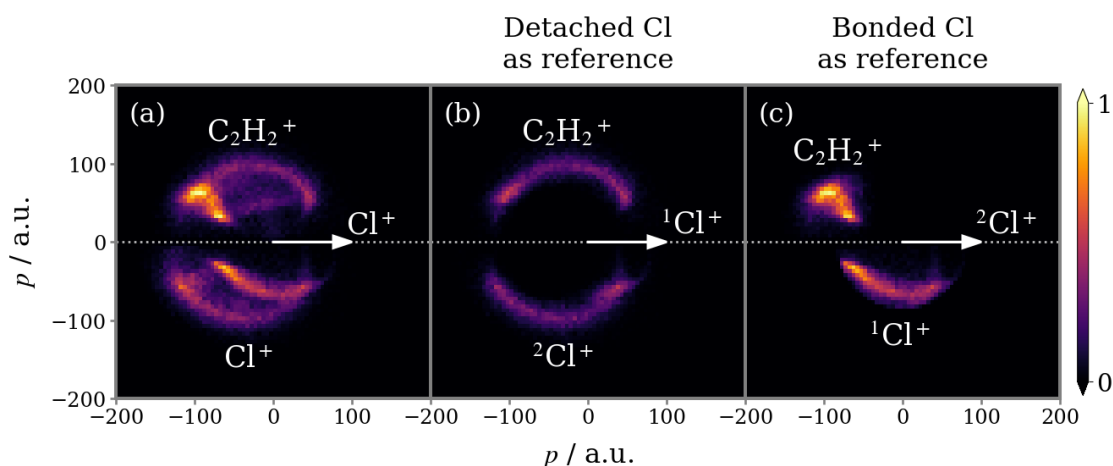 Detached Cl
as reference
Bonded Cl
as reference
(a)
C₂H₂⁺
Cl⁺
Cl⁺
(b)
C₂H₂⁺
¹Cl⁺
²Cl⁺
(c)
C₂H₂⁺
²Cl⁺
¹Cl⁺
200
100
0
−100
−200
p / a.u.
−200
−100
0
100
−200
−100
0
100
−200
−100
0
100
200
p / a.u.
1
0